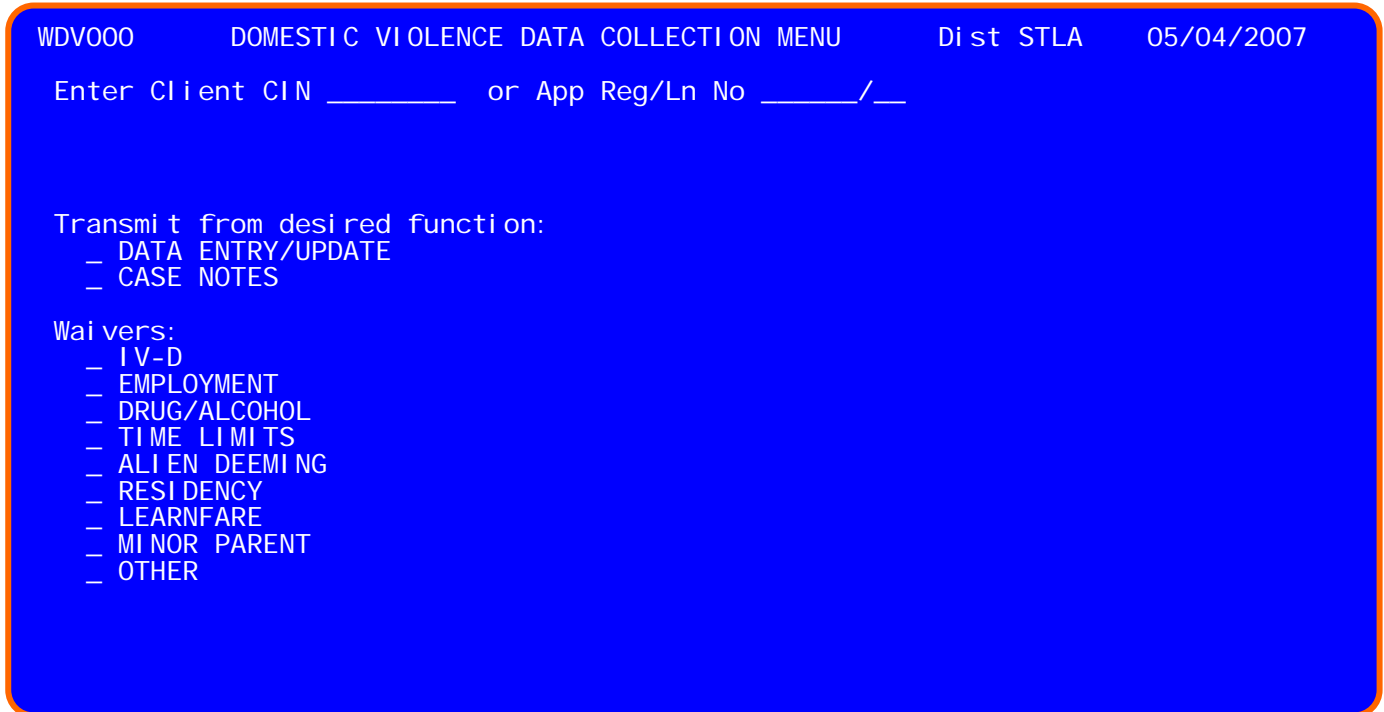 WDV000 DOMESTIC VIOLENCE DATA COLLECTION MENU Dist STLA 05/04/2007
Enter Client CIN ________ or App Reg/Ln No ______/__
Transmit from desired function:
_ DATA ENTRY/UPDATE
_ CASE NOTES
Waivers:
_ IV-D
_ EMPLOYMENT
_ DRUG/ALCOHOL
_ TIME LIMITS
_ ALIEN DEEMING
_ RESIDENCY
_ LEARNFARE
_ MINOR PARENT
_ OTHER